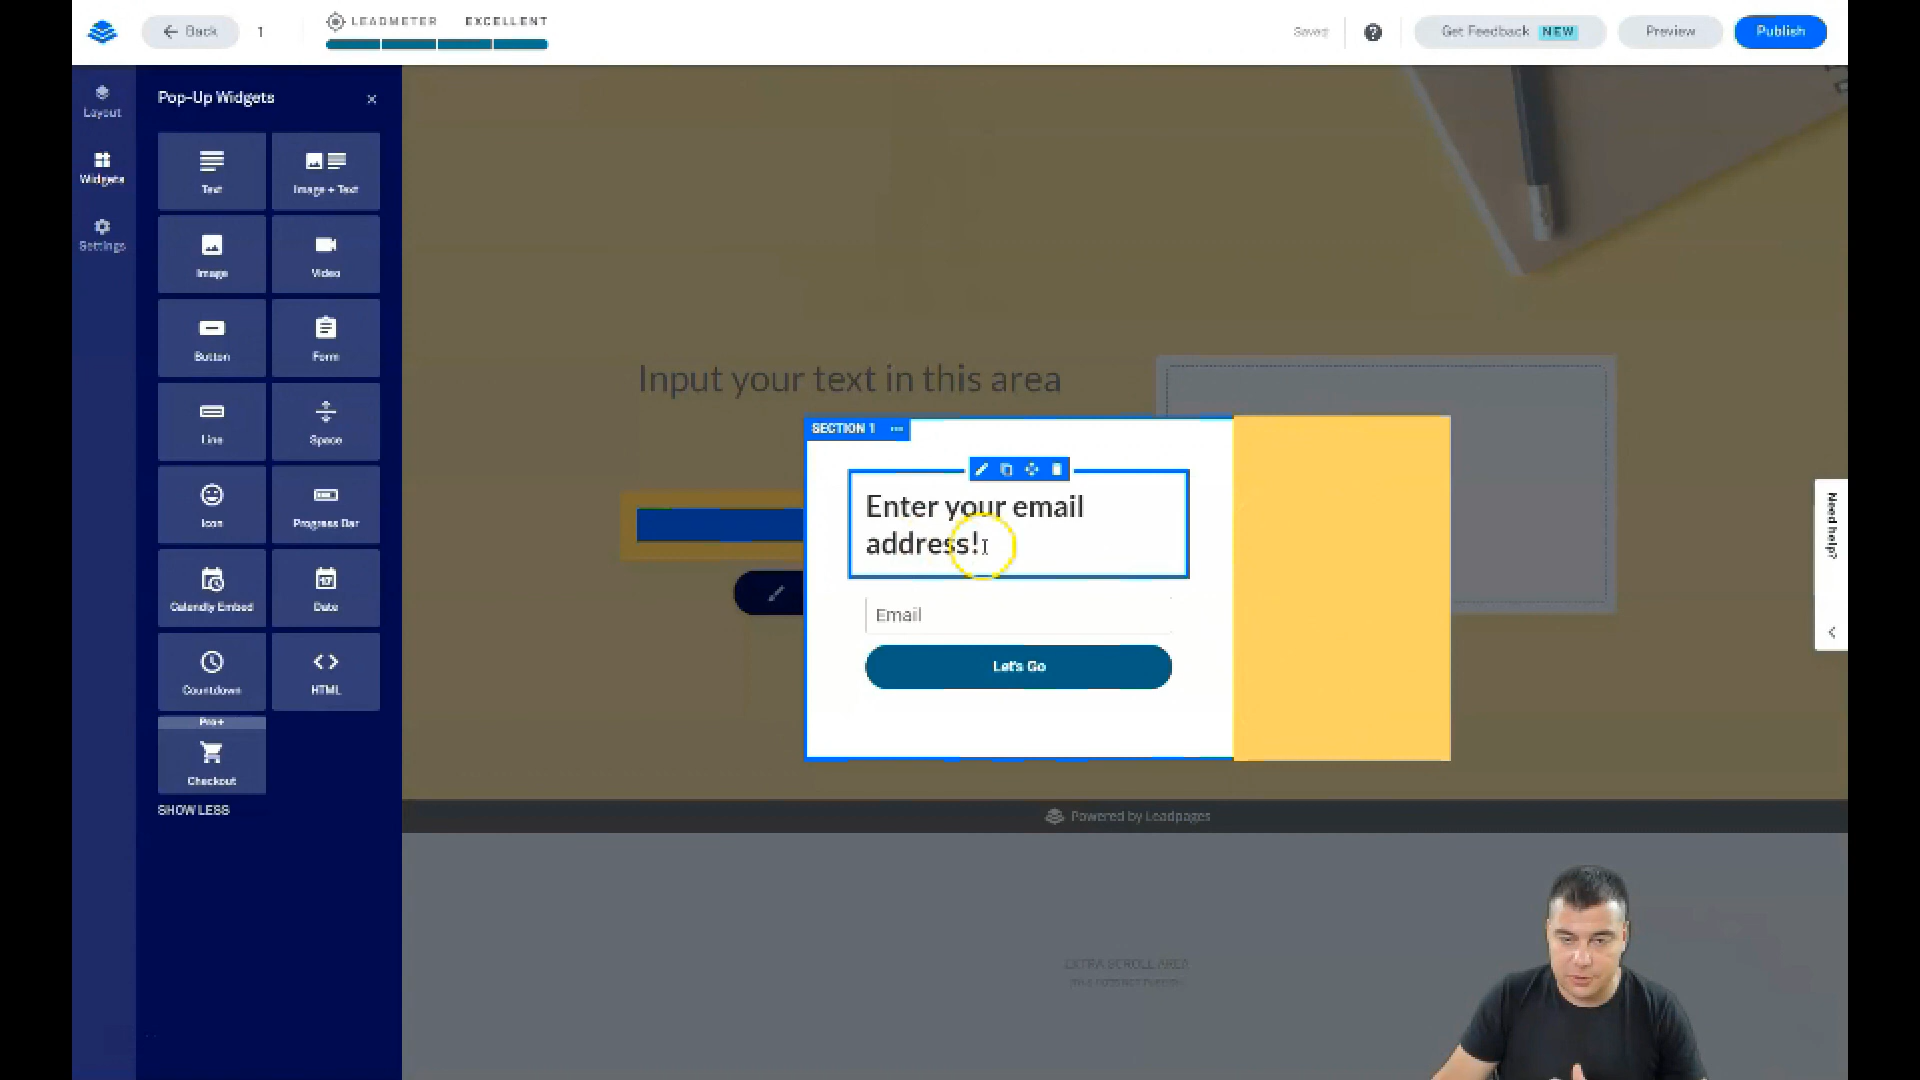 Back
1
LEADMETER EXCELLENT
Saved
Get Feedback NEW
Preview
Publish
Layout
Widgets
Settings
Pop-Up Widgets
Text
Image + Text
Image
Video
Button
Form
Line
Space
Icon
Progress Bar
Calendly Embed
17
Date
Countdown
HTML
Pro+
Checkout
SHOW LESS
Input your text in this area
SECTION 1
Enter your email
address!
Email
Let's Go
Need help?
Powered by Leadpages
EXTRA SCROLL AREA